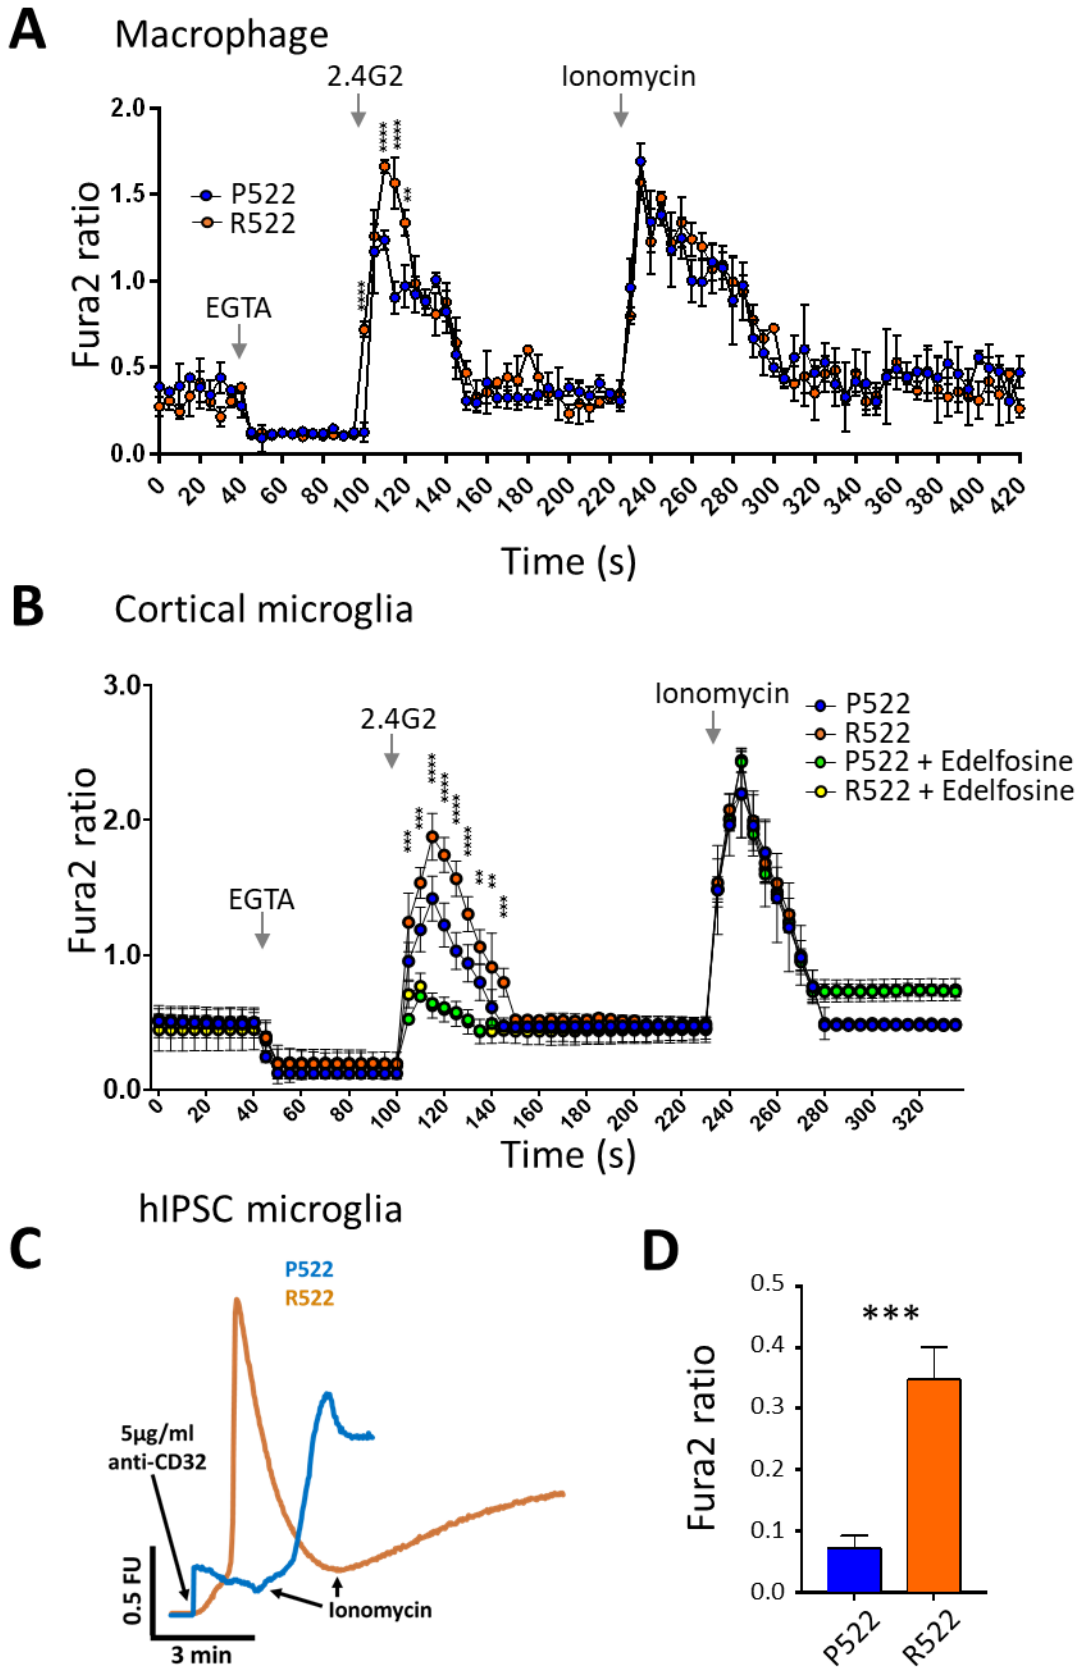 A Macrophage
2.4G2 Ionomycin
2.0
**** **** **
P522
R522
1.5
****
1.0
EGTA
0.5
0.0
Fura2 ratio
0 20 40 60 80 100 120 140 160 180 200 220 240 260 280 300 320 340 360 380 400 420
Time (s)
B Cortical microglia
3.0
Ionomycin
2.4G2
P522
R522
P522 + Edelfosine
R522 + Edelfosine
*** *** **** **** **** **** ** ** ***
2.0
EGTA
1.0
0.0
Fura2 ratio
0 20 40 60 80 100 120 140 160 180 200 220 240 260 280 300 320
Time (s)
hIPSC microglia
C
P522
R522
5µg/ml
anti-CD32
Ionomycin
0.5 FU
3 min
D
0.5
***
0.4
0.3
0.2
0.1
0.0
Fura2 ratio
P522 R522